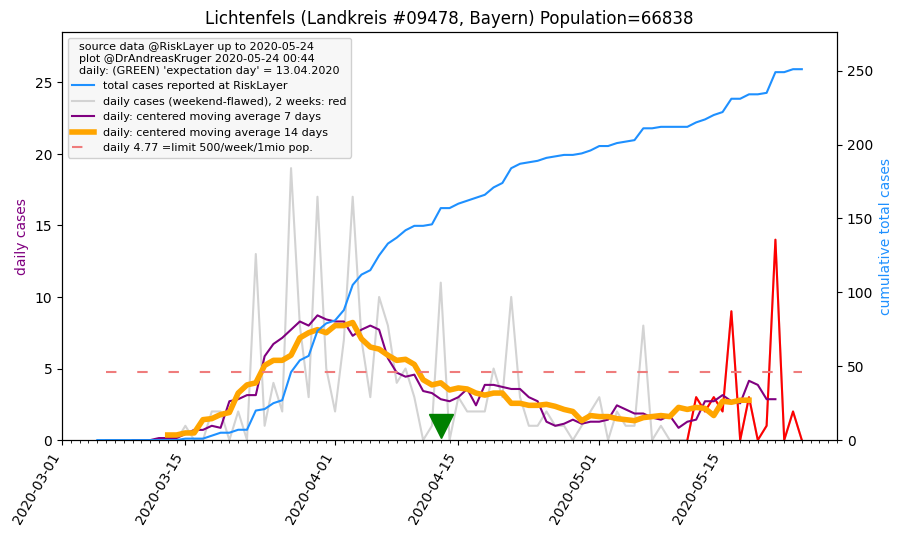 Lichtenfels (Landkreis #09478, Bayern) Population=66838
source data @RiskLayer up to 2020-05-24
plot @DrAndreasKruger 2020-05-24 00:44
daily: (GREEN) 'expectation day' = 13.04.2020
total cases reported at RiskLayer
daily cases (weekend-flawed), 2 weeks: red
daily: centered moving average 7 days
daily: centered moving average 14 days
daily 4.77 =limit 500/week/1mio pop.
daily cases
25
20
15
10
5
0
250
200
150
100
50
0
cumulative total cases
2020-03-01
2020-03-15
2020-04-01
2020-04-15
2020-05-01
2020-05-15